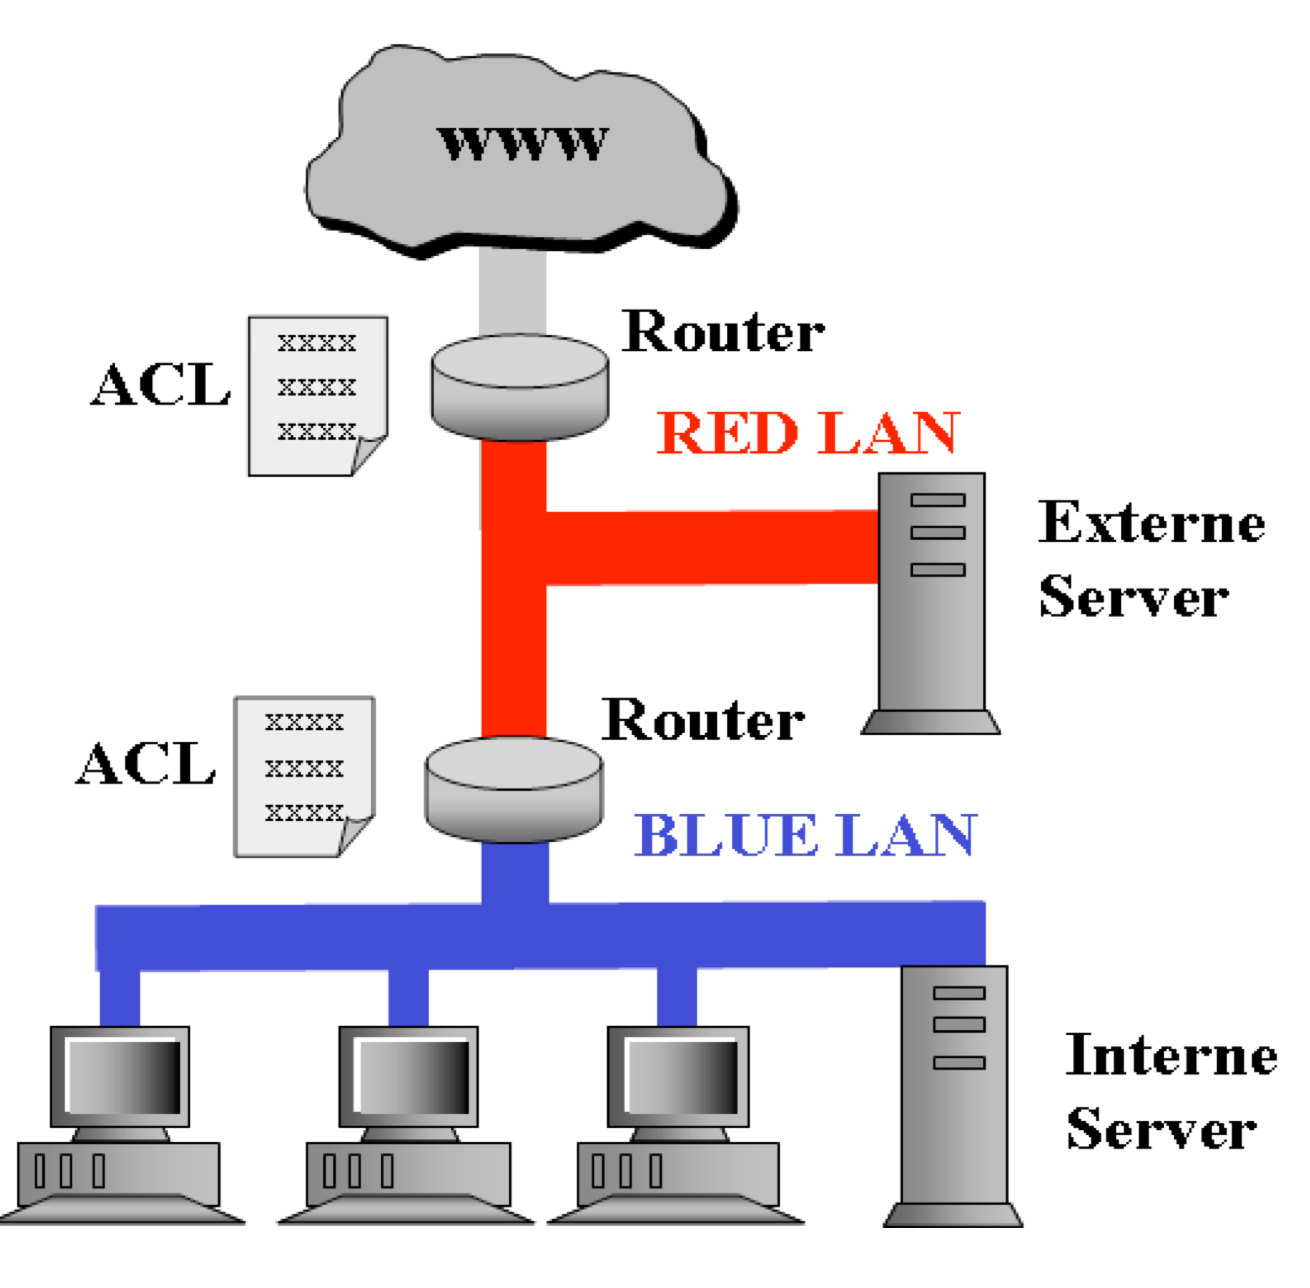 WWW
Router
xxxx
ACL
xxxx
xxxx
RED LAN
Externe
Server
Router
xxxx
ACL
xxxx
xxxx
BLUE LAN
Interne
Server